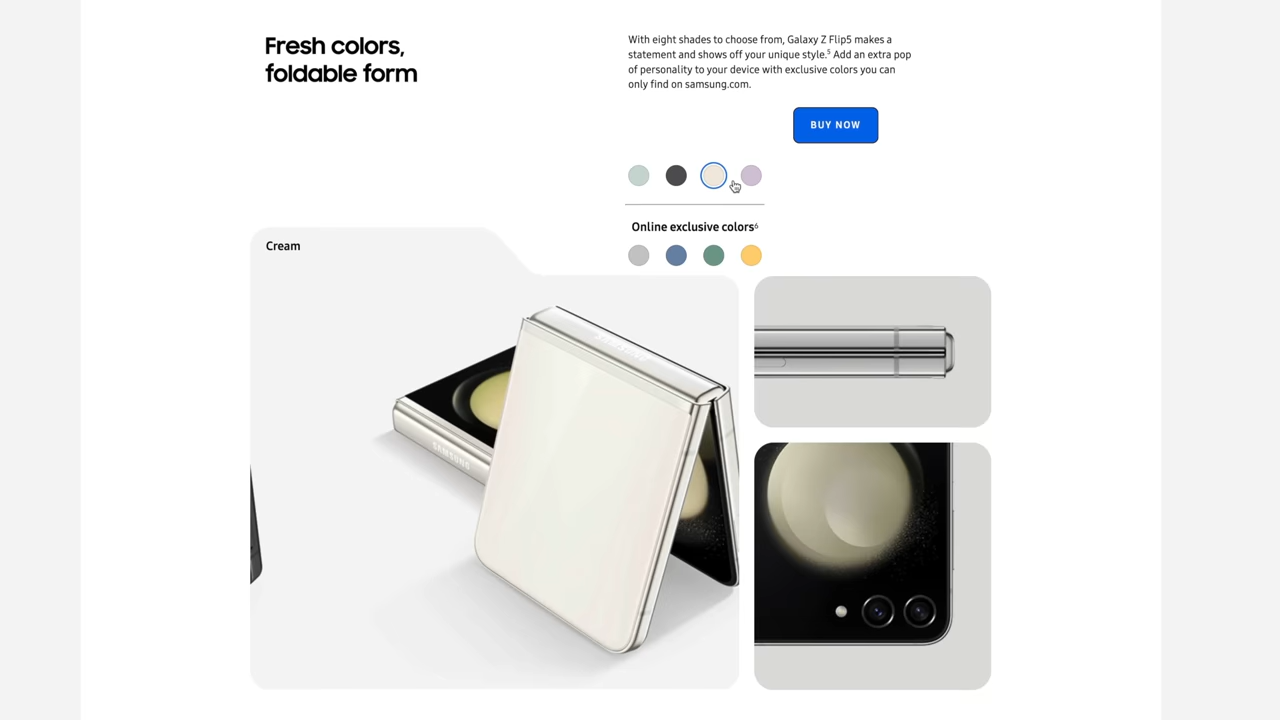 Fresh colors,
foldable form
With eight shades to choose from, Galaxy Z Flip5 makes a
statement and shows off your unique style.⁵ Add an extra pop
of personality to your device with exclusive colors you can
only find on samsung.com.
BUY NOW
Online exclusive colors⁶
Cream
SAMSUNG
SAMSUNG